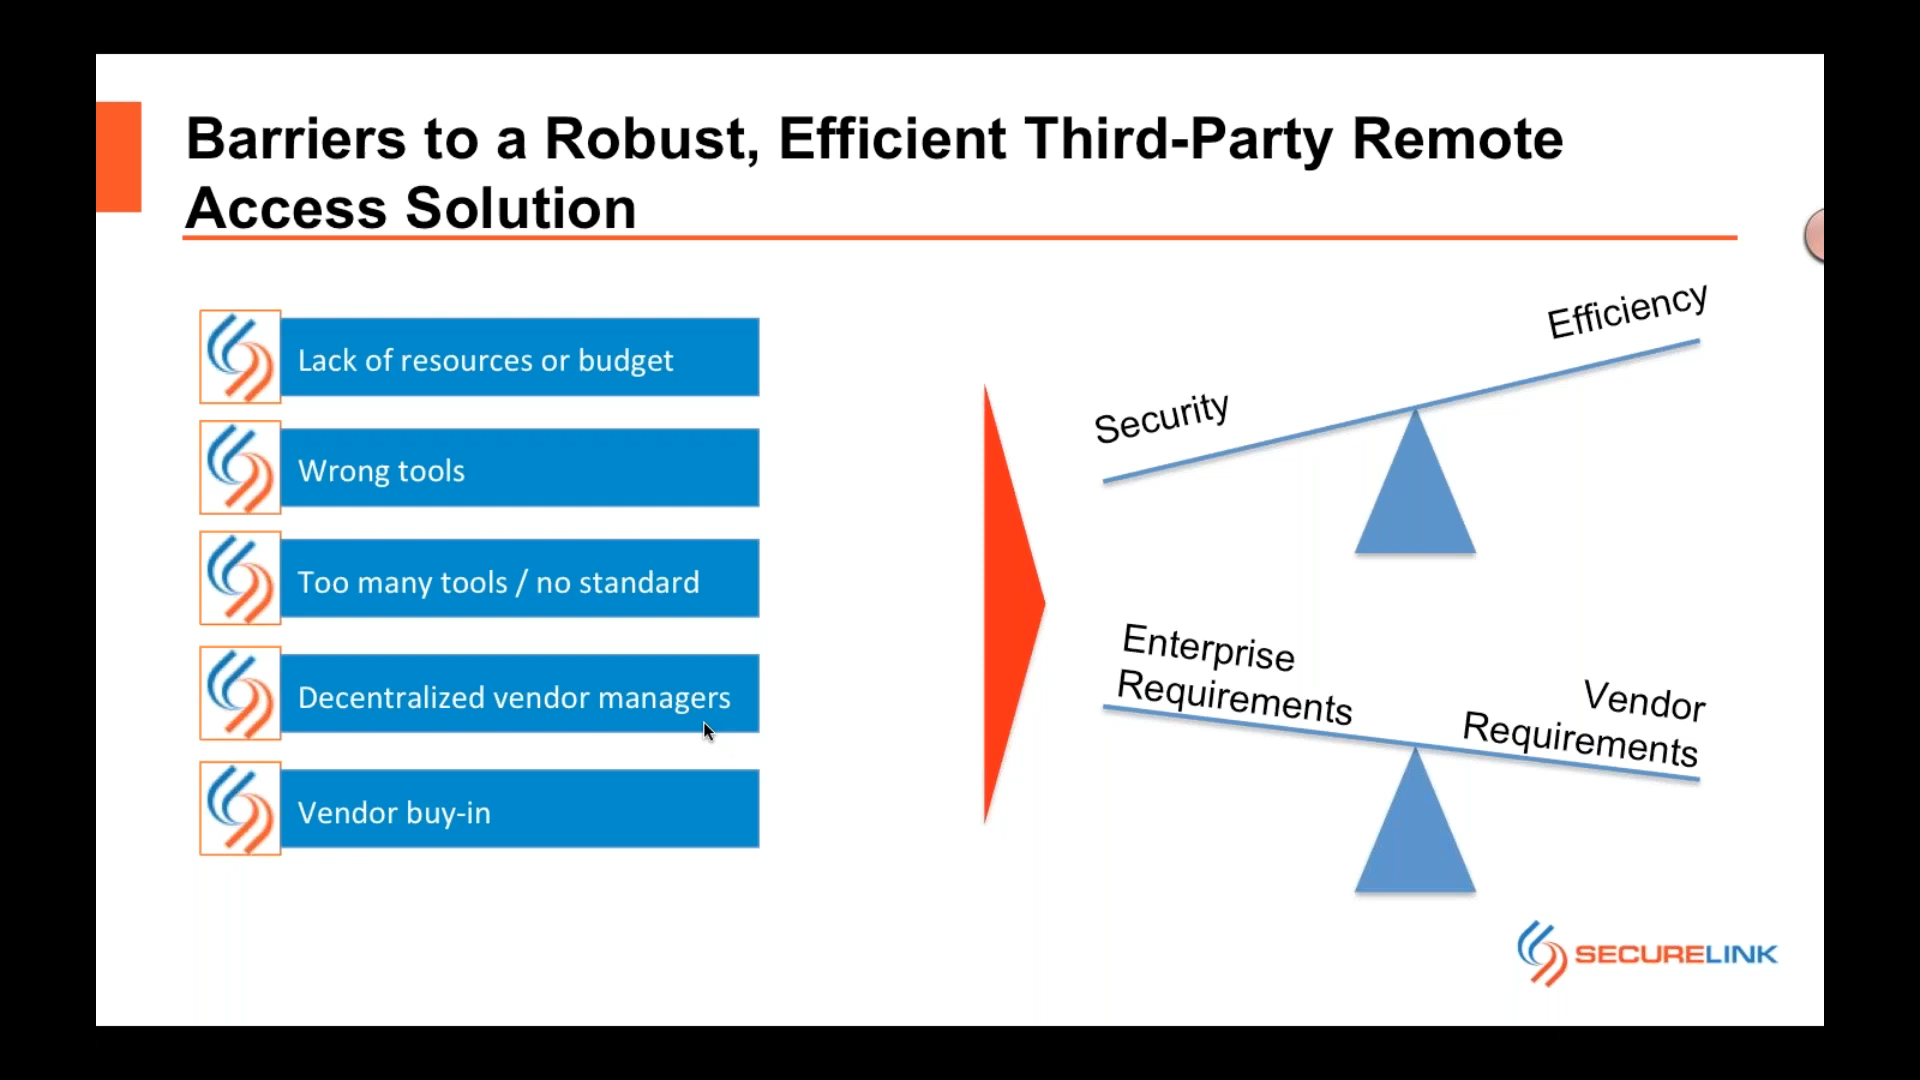 Barriers to a Robust, Efficient Third-Party Remote
Access Solution
Lack of resources or budget
Wrong tools
Too many tools / no standard
Decentralized vendor managers
Vendor buy-in
Efficiency
Security
Enterprise
Requirements
Vendor
Requirements
SECURELINK